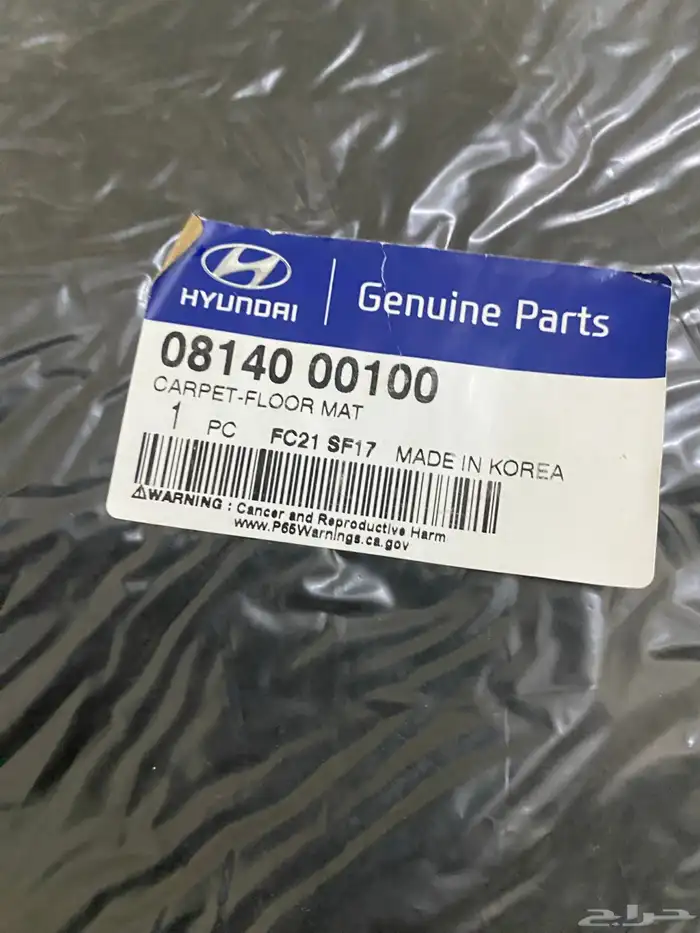 HYUNDAI
Genuine Parts
08140 00100
CARPET-FLOOR MAT
1 PC FC21 SF17 MADE IN KOREA
⚠WARNING : Cancer and Reproductive Harm
www.P65Warnings.ca.gov
حراج